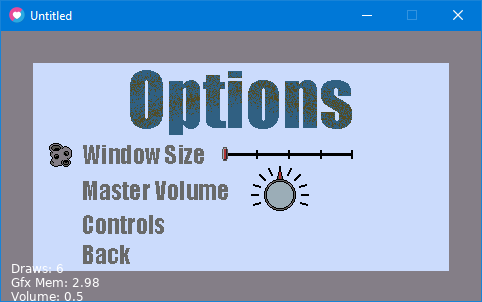 Untitled
Options
Window Size
Master Volume
Controls
Back
Draws: 6
Gfx Mem: 2.98
Volume: 0.5